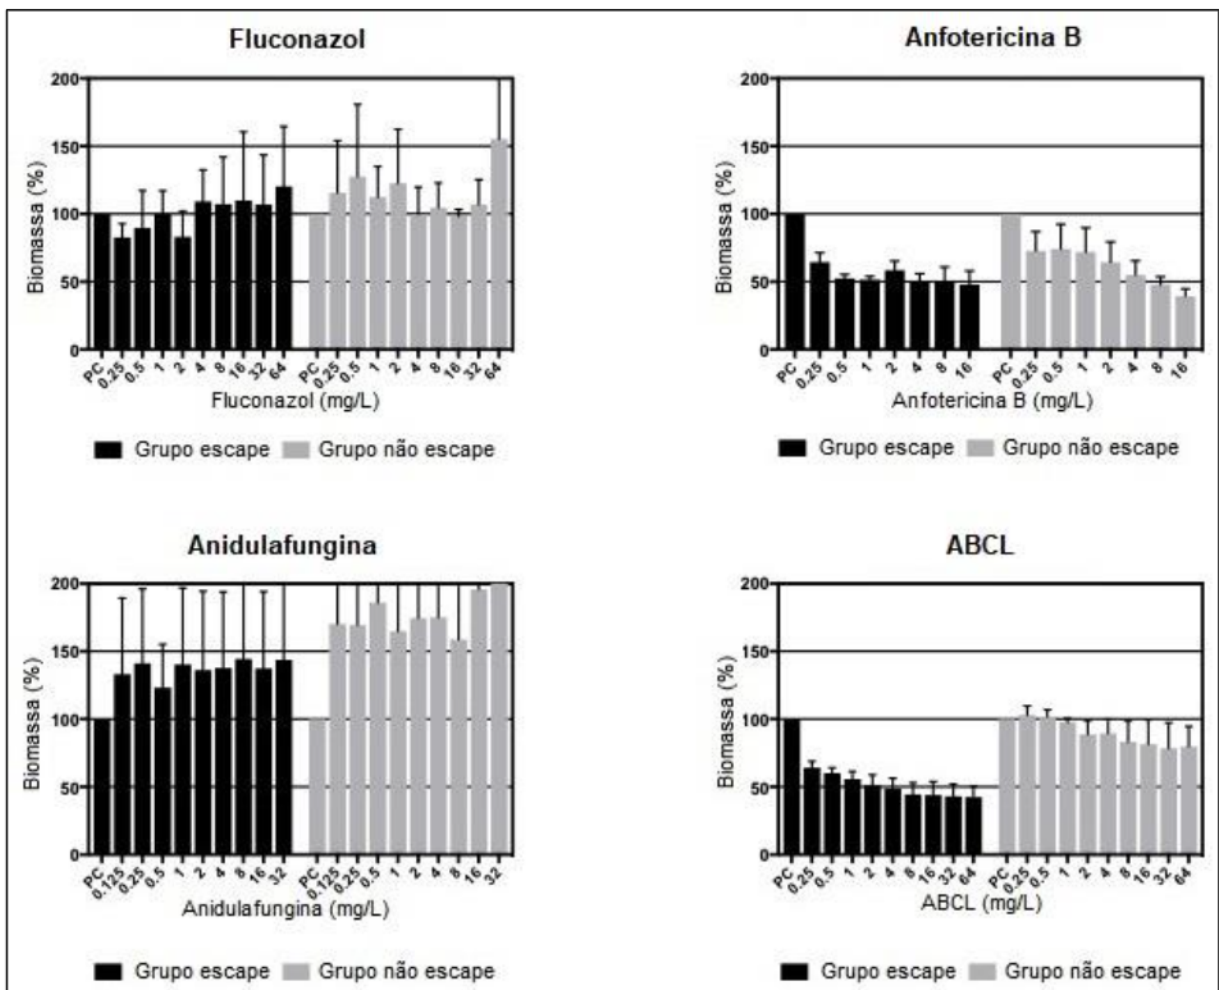 Fluconazol
Biomassa (%)
200
150
100
50
0
PC 0.25 0.5 1 2 4 8 16 32 64 PC 0.25 0.5 1 2 4 8 16 32 64
Fluconazol (mg/L)
Grupo escape Grupo não escape
Anfotericina B
Biomassa (%)
200
150
100
50
0
PC 0.25 0.5 1 2 4 8 16 PC 0.25 0.5 1 2 4 8 16
Anfotericina B (mg/L)
Grupo escape Grupo não escape
Anidulafungina
Biomassa (%)
200
150
100
50
0
PC 0.125 0.25 0.5 1 2 4 8 16 32 PC 0.125 0.25 0.5 1 2 4 8 16 32
Anidulafungina (mg/L)
Grupo escape Grupo não escape
ABCL
Biomassa (%)
200
150
100
50
0
PC 0.25 0.5 1 2 4 8 16 32 64 PC 0.25 0.5 1 2 4 8 16 32 64
ABCL (mg/L)
Grupo escape Grupo não escape